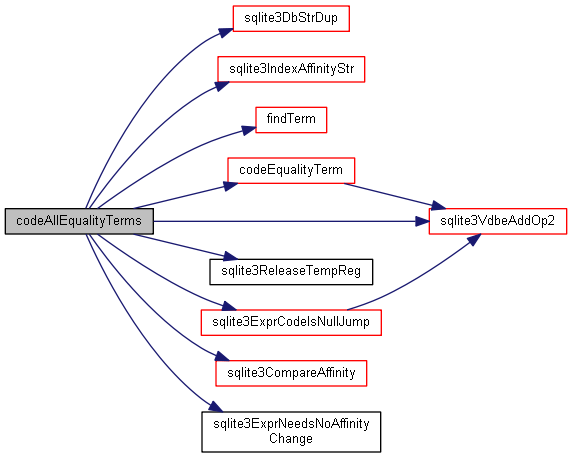 sqlite3DbStrDup
sqlite3IndexAffinityStr
findTerm
codeEqualityTerm
codeAllEqualityTerms
sqlite3VdbeAddOp2
sqlite3ReleaseTempReg
sqlite3ExprCodeIsNullJump
sqlite3CompareAffinity
sqlite3ExprNeedsNoAffinity
Change